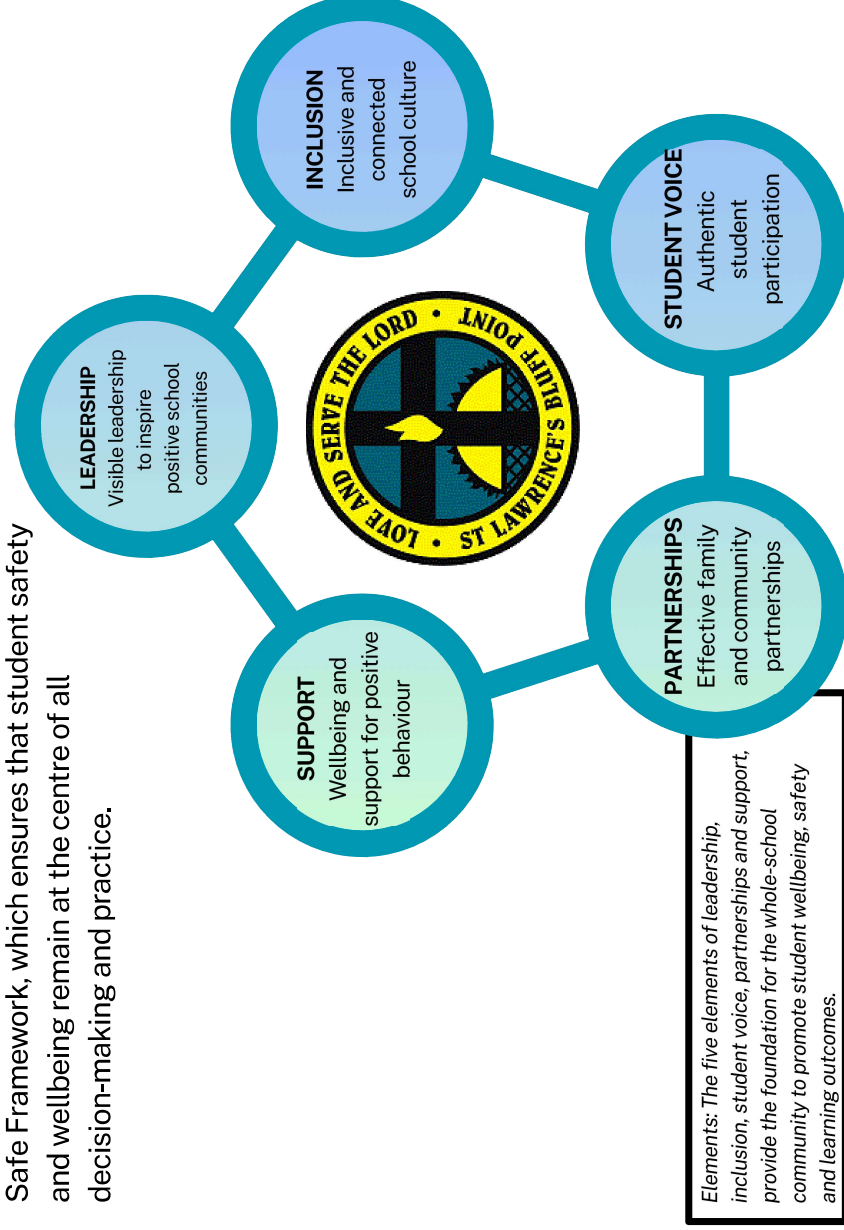 Safe Framework, which ensures that student safety
and wellbeing remain at the centre of all
decision-making and practice.
LEADERSHIP
Visible leadership
to inspire
positive school
communities
INCLUSION
Inclusive and
connected
school culture
STUDENT VOICE
Authentic
student
participation
PARTNERSHIPS
Effective family
and community
partnerships
SUPPORT
Wellbeing and
support for positive
behaviour
LOVE AND SERVE THE LORD •
ST LAWRENCE'S BLUFF POINT •
Elements: The five elements of leadership,
inclusion, student voice, partnerships and support,
provide the foundation for the whole-school
community to promote student wellbeing, safety
and learning outcomes.